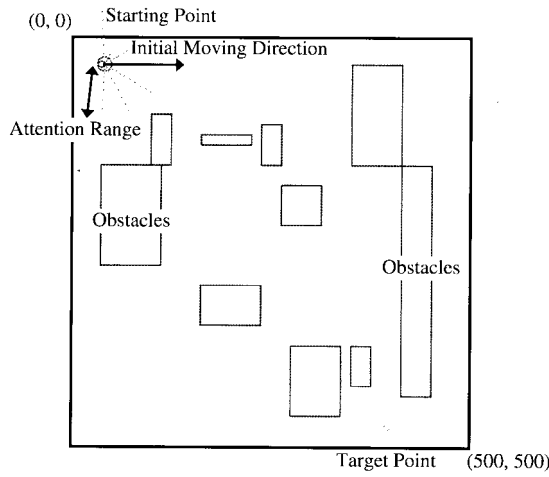 (0, 0)
Starting Point
Initial Moving Direction
Attention Range
Obstacles
Obstacles
Target Point
(500, 500)